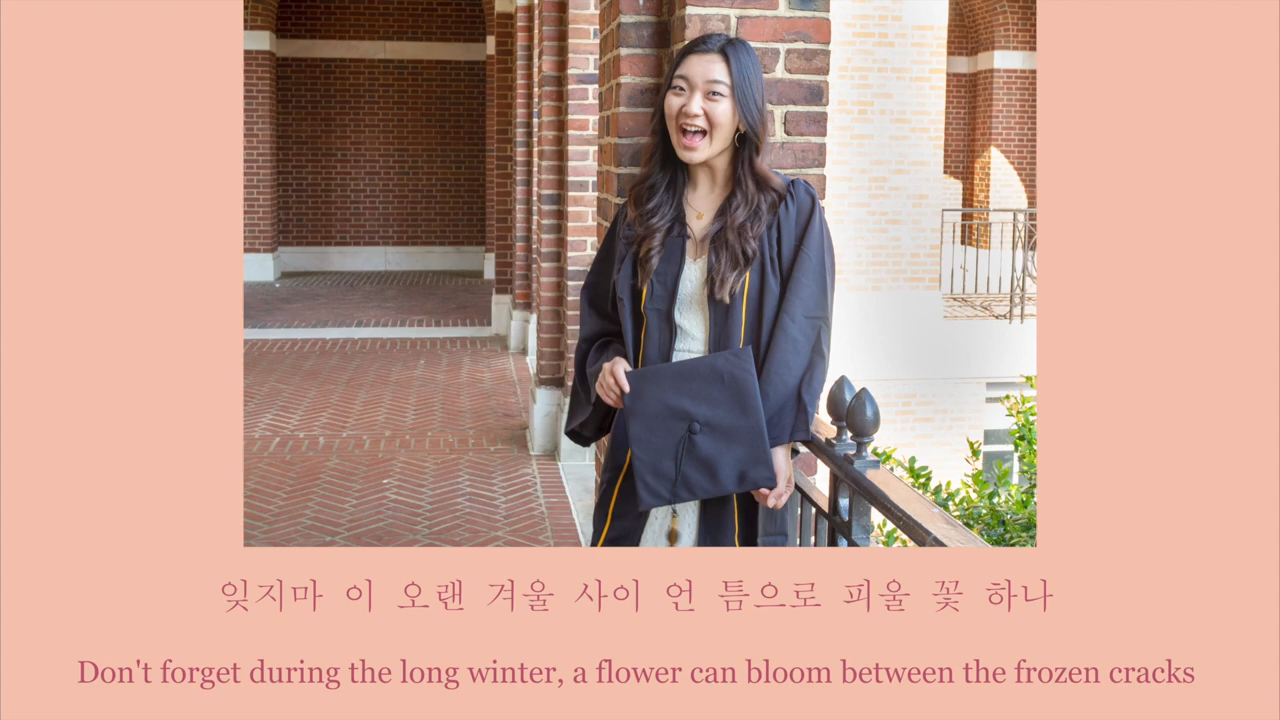 잊지마 이 오랜 겨울 사이 언 틈으로 피울 꽃 하나
Don't forget during the long winter, a flower can bloom between the frozen cracks